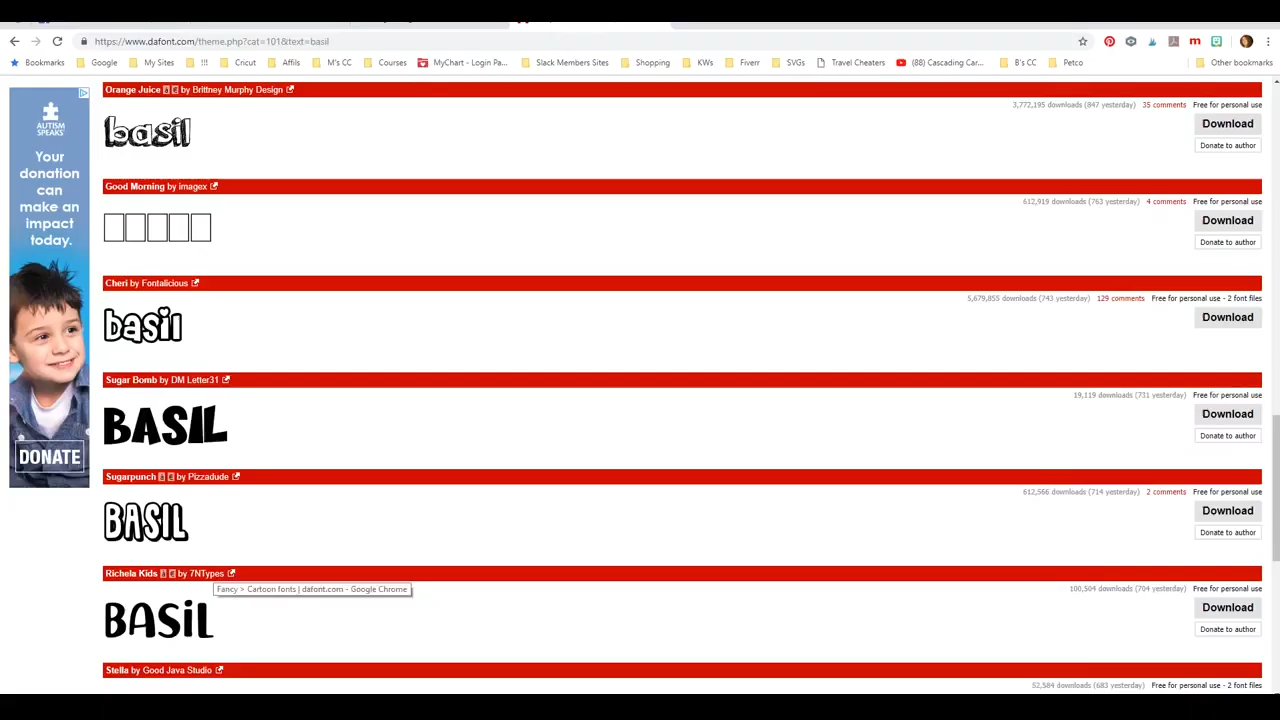 https://www.dafont.com/theme.php?cat=101&text=basil
Bookmarks Google My Sites !!! Cricut Affils M's CC Courses MyChart - Login Pa... Slack Members Sites Shopping KWs Fiverr SVGs Travel Cheaters (88) Cascading Car... B's CC Petco Other bookmarks
AUTISM SPEAKS
Your
donation
can
make an
impact
today.
DONATE
Orange Juice by Brittney Murphy Design
3,772,195 downloads (847 yesterday) 35 comments Free for personal use
basil
Download
Donate to author
Good Morning by imagex
612,919 downloads (763 yesterday) 4 comments Free for personal use
Download
Donate to author
Cheri by Fontalicious
5,679,855 downloads (743 yesterday) 129 comments Free for personal use - 2 font files
basil
Download
Sugar Bomb by DM Letter31
19,119 downloads (731 yesterday) Free for personal use
BASIL
Download
Donate to author
Sugarpunch by Pizzadude
612,566 downloads (714 yesterday) 2 comments Free for personal use
BASIL
Download
Donate to author
Richela Kids by 7NTypes
Fancy > Cartoon fonts | dafont.com - Google Chrome
100,504 downloads (704 yesterday) Free for personal use
BASiL
Download
Donate to author
Stella by Good Java Studio
52,584 downloads (683 yesterday) Free for personal use - 2 font files